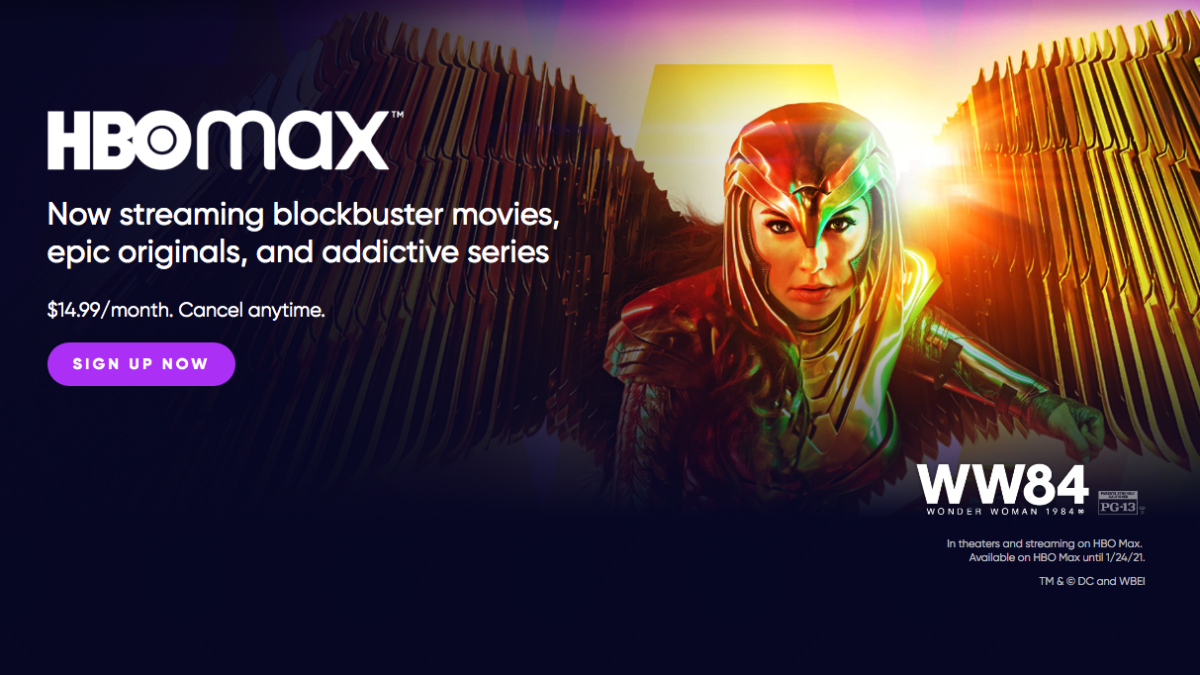 HBOMAX™
Now streaming blockbuster movies,
epic originals, and addictive series
$14.99/month. Cancel anytime.
SIGN UP NOW
WW84
WONDER WOMAN 1984
PG-13
In theaters and streaming on HBO Max.
Available on HBO Max until 1/24/21.
TM & © DC and WBEI